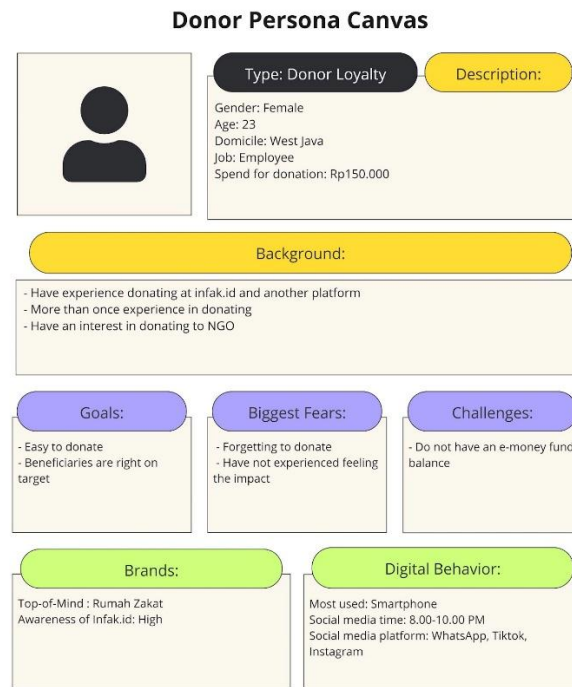 Donor Persona Canvas
Type: Donor Loyalty
Description:
Gender: Female
Age: 23
Domicile: West Java
Job: Employee
Spend for donation: Rp150.000
Background:
- Have experience donating at infak.id and another platform
- More than once experience in donating
- Have an interest in donating to NGO
Goals:
- Easy to donate
- Beneficiaries are right on
target
Biggest Fears:
- Forgetting to donate
- Have not experienced feeling
the impact
Challenges:
- Do not have an e-money fund
balance
Brands:
Top-of-Mind : Rumah Zakat
Awareness of Infak.id: High
Digital Behavior:
Most used: Smartphone
Social media time: 8.00-10.00 PM
Social media platform: WhatsApp, Tiktok,
Instagram